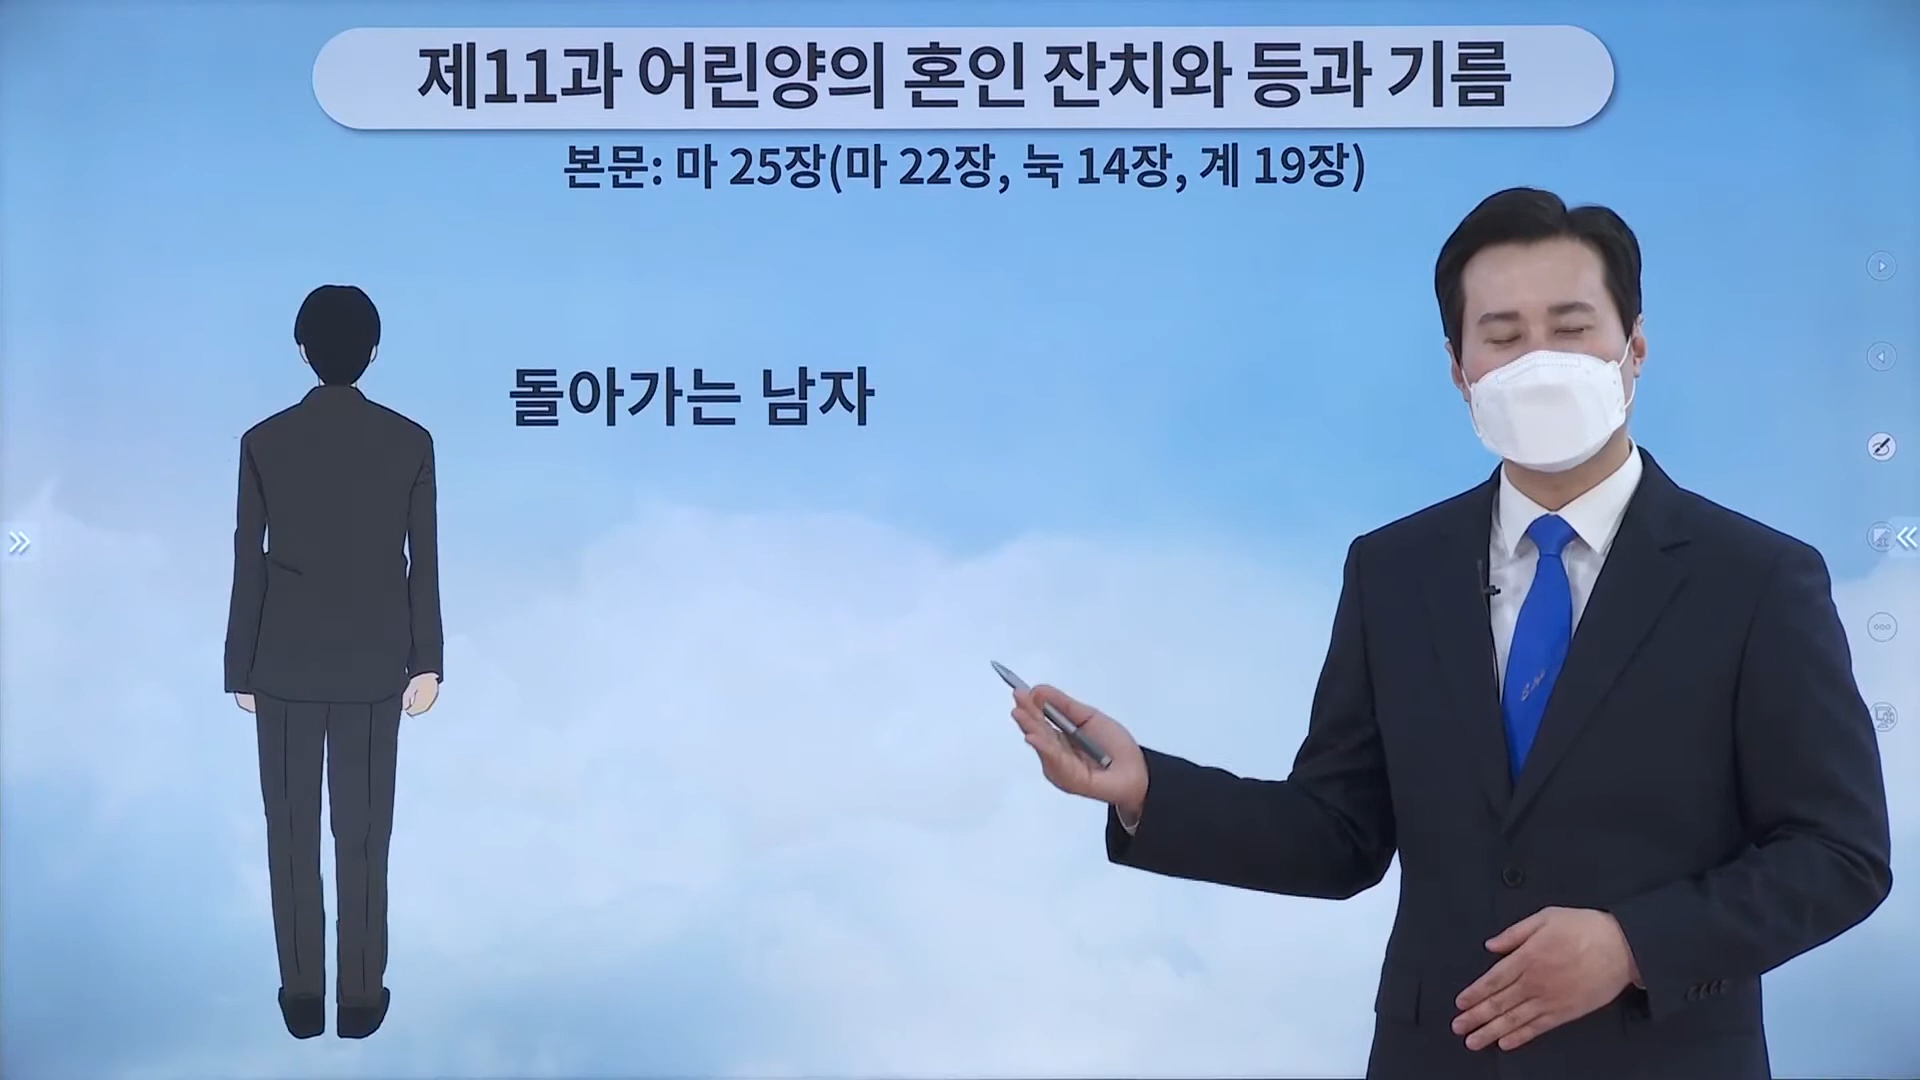 제11과 어린양의 혼인 잔치와 등과 기름
본문: 마 25장(마 22장, 눅 14장, 계 19장)
돌아가는 남자